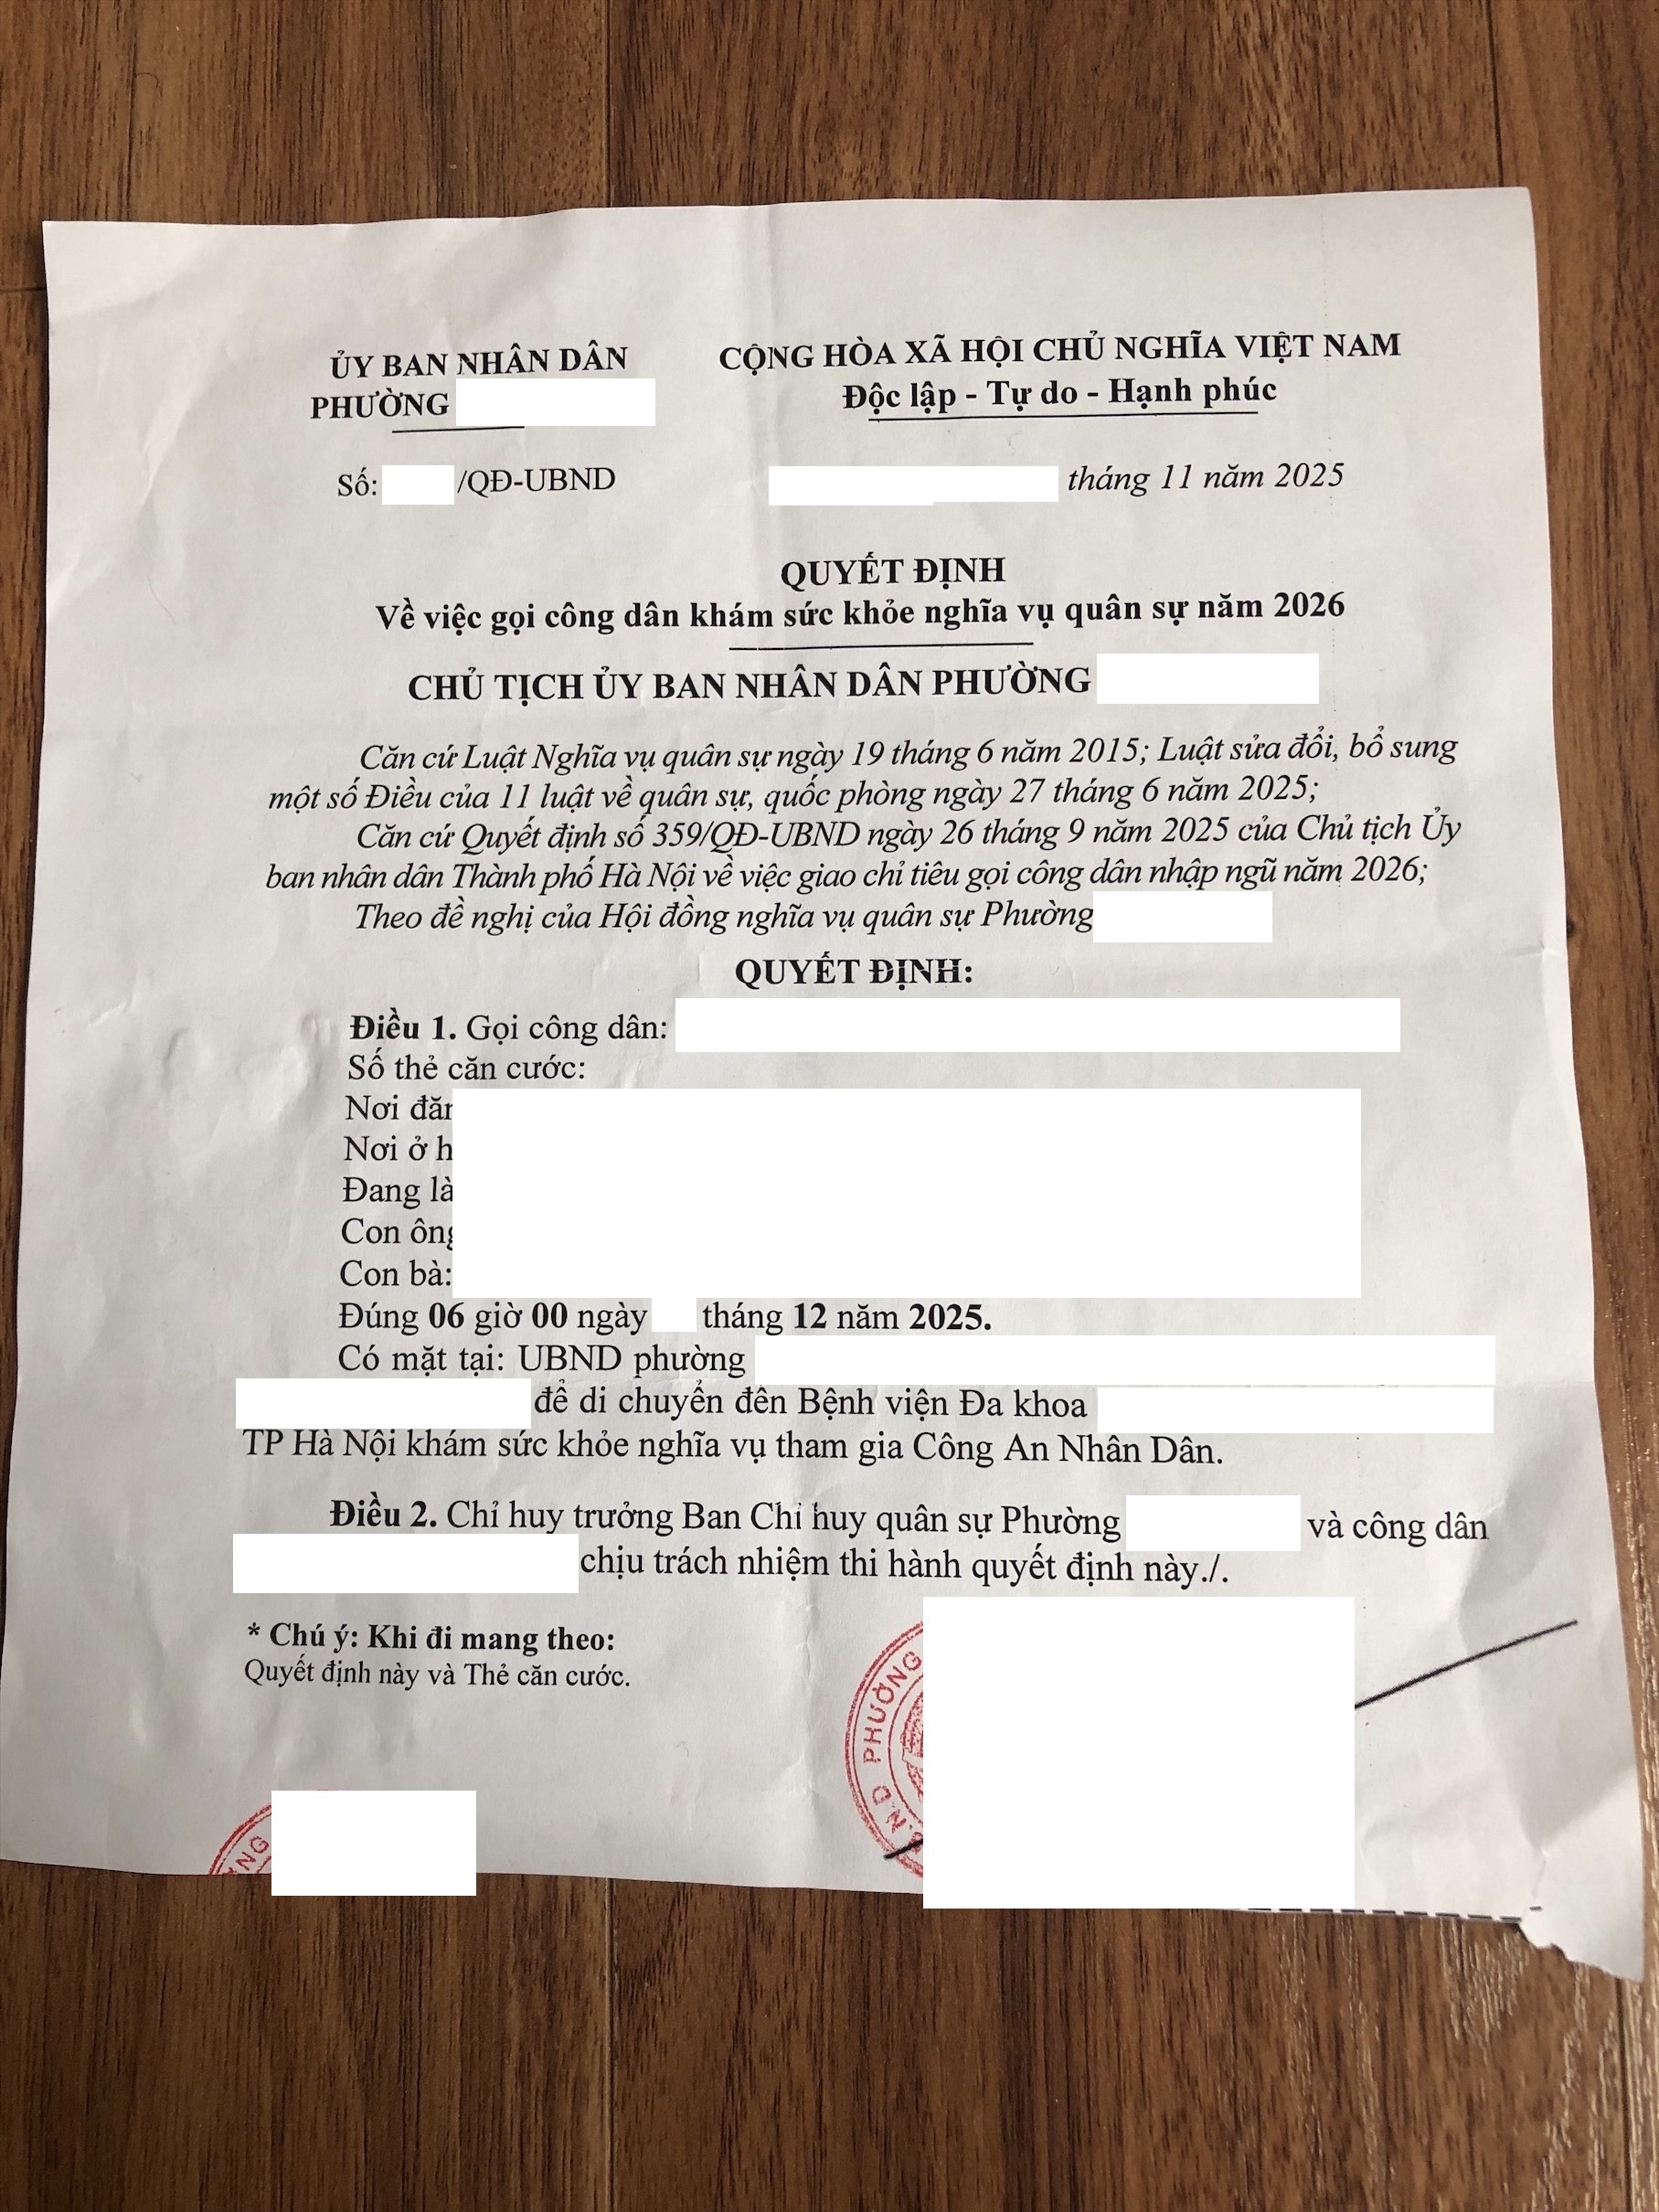 ỦY BAN NHÂN DÂN
PHƯỜNG
CỘNG HÒA XÃ HỘI CHỦ NGHĨA VIỆT NAM
Độc lập - Tự do - Hạnh phúc
Số: /QĐ-UBND
tháng 11 năm 2025
QUYẾT ĐỊNH
Về việc gọi công dân khám sức khỏe nghĩa vụ quân sự năm 2026
CHỦ TỊCH ỦY BAN NHÂN DÂN PHƯỜNG
Căn cứ Luật Nghĩa vụ quân sự ngày 19 tháng 6 năm 2015; Luật sửa đổi, bổ sung
một số Điều của 11 luật về quân sự, quốc phòng ngày 27 tháng 6 năm 2025;
Căn cứ Quyết định số 359/QĐ-UBND ngày 26 tháng 9 năm 2025 của Chủ tịch Ủy
ban nhân dân Thành phố Hà Nội về việc giao chỉ tiêu gọi công dân nhập ngũ năm 2026;
Theo đề nghị của Hội đồng nghĩa vụ quân sự Phường
QUYẾT ĐỊNH:
Điều 1. Gọi công dân:
Số thẻ căn cước:
Nơi
Nơi ở
Đang
Con
Con bà:
Đúng 06 giờ 00 ngày tháng 12 năm 2025.
Có mặt tại: UBND phường
để di chuyển đến Bệnh viện Đa khoa
TP Hà Nội khám sức khỏe nghĩa vụ tham gia Công An Nhân Dân.
Điều 2. Chỉ huy trưởng Ban Chỉ huy quân sự Phường và công dân
chịu trách nhiệm thi hành quyết định này./.
* Chú ý: Khi đi mang theo:
Quyết định này và Thẻ căn cước.
PHƯỜNG